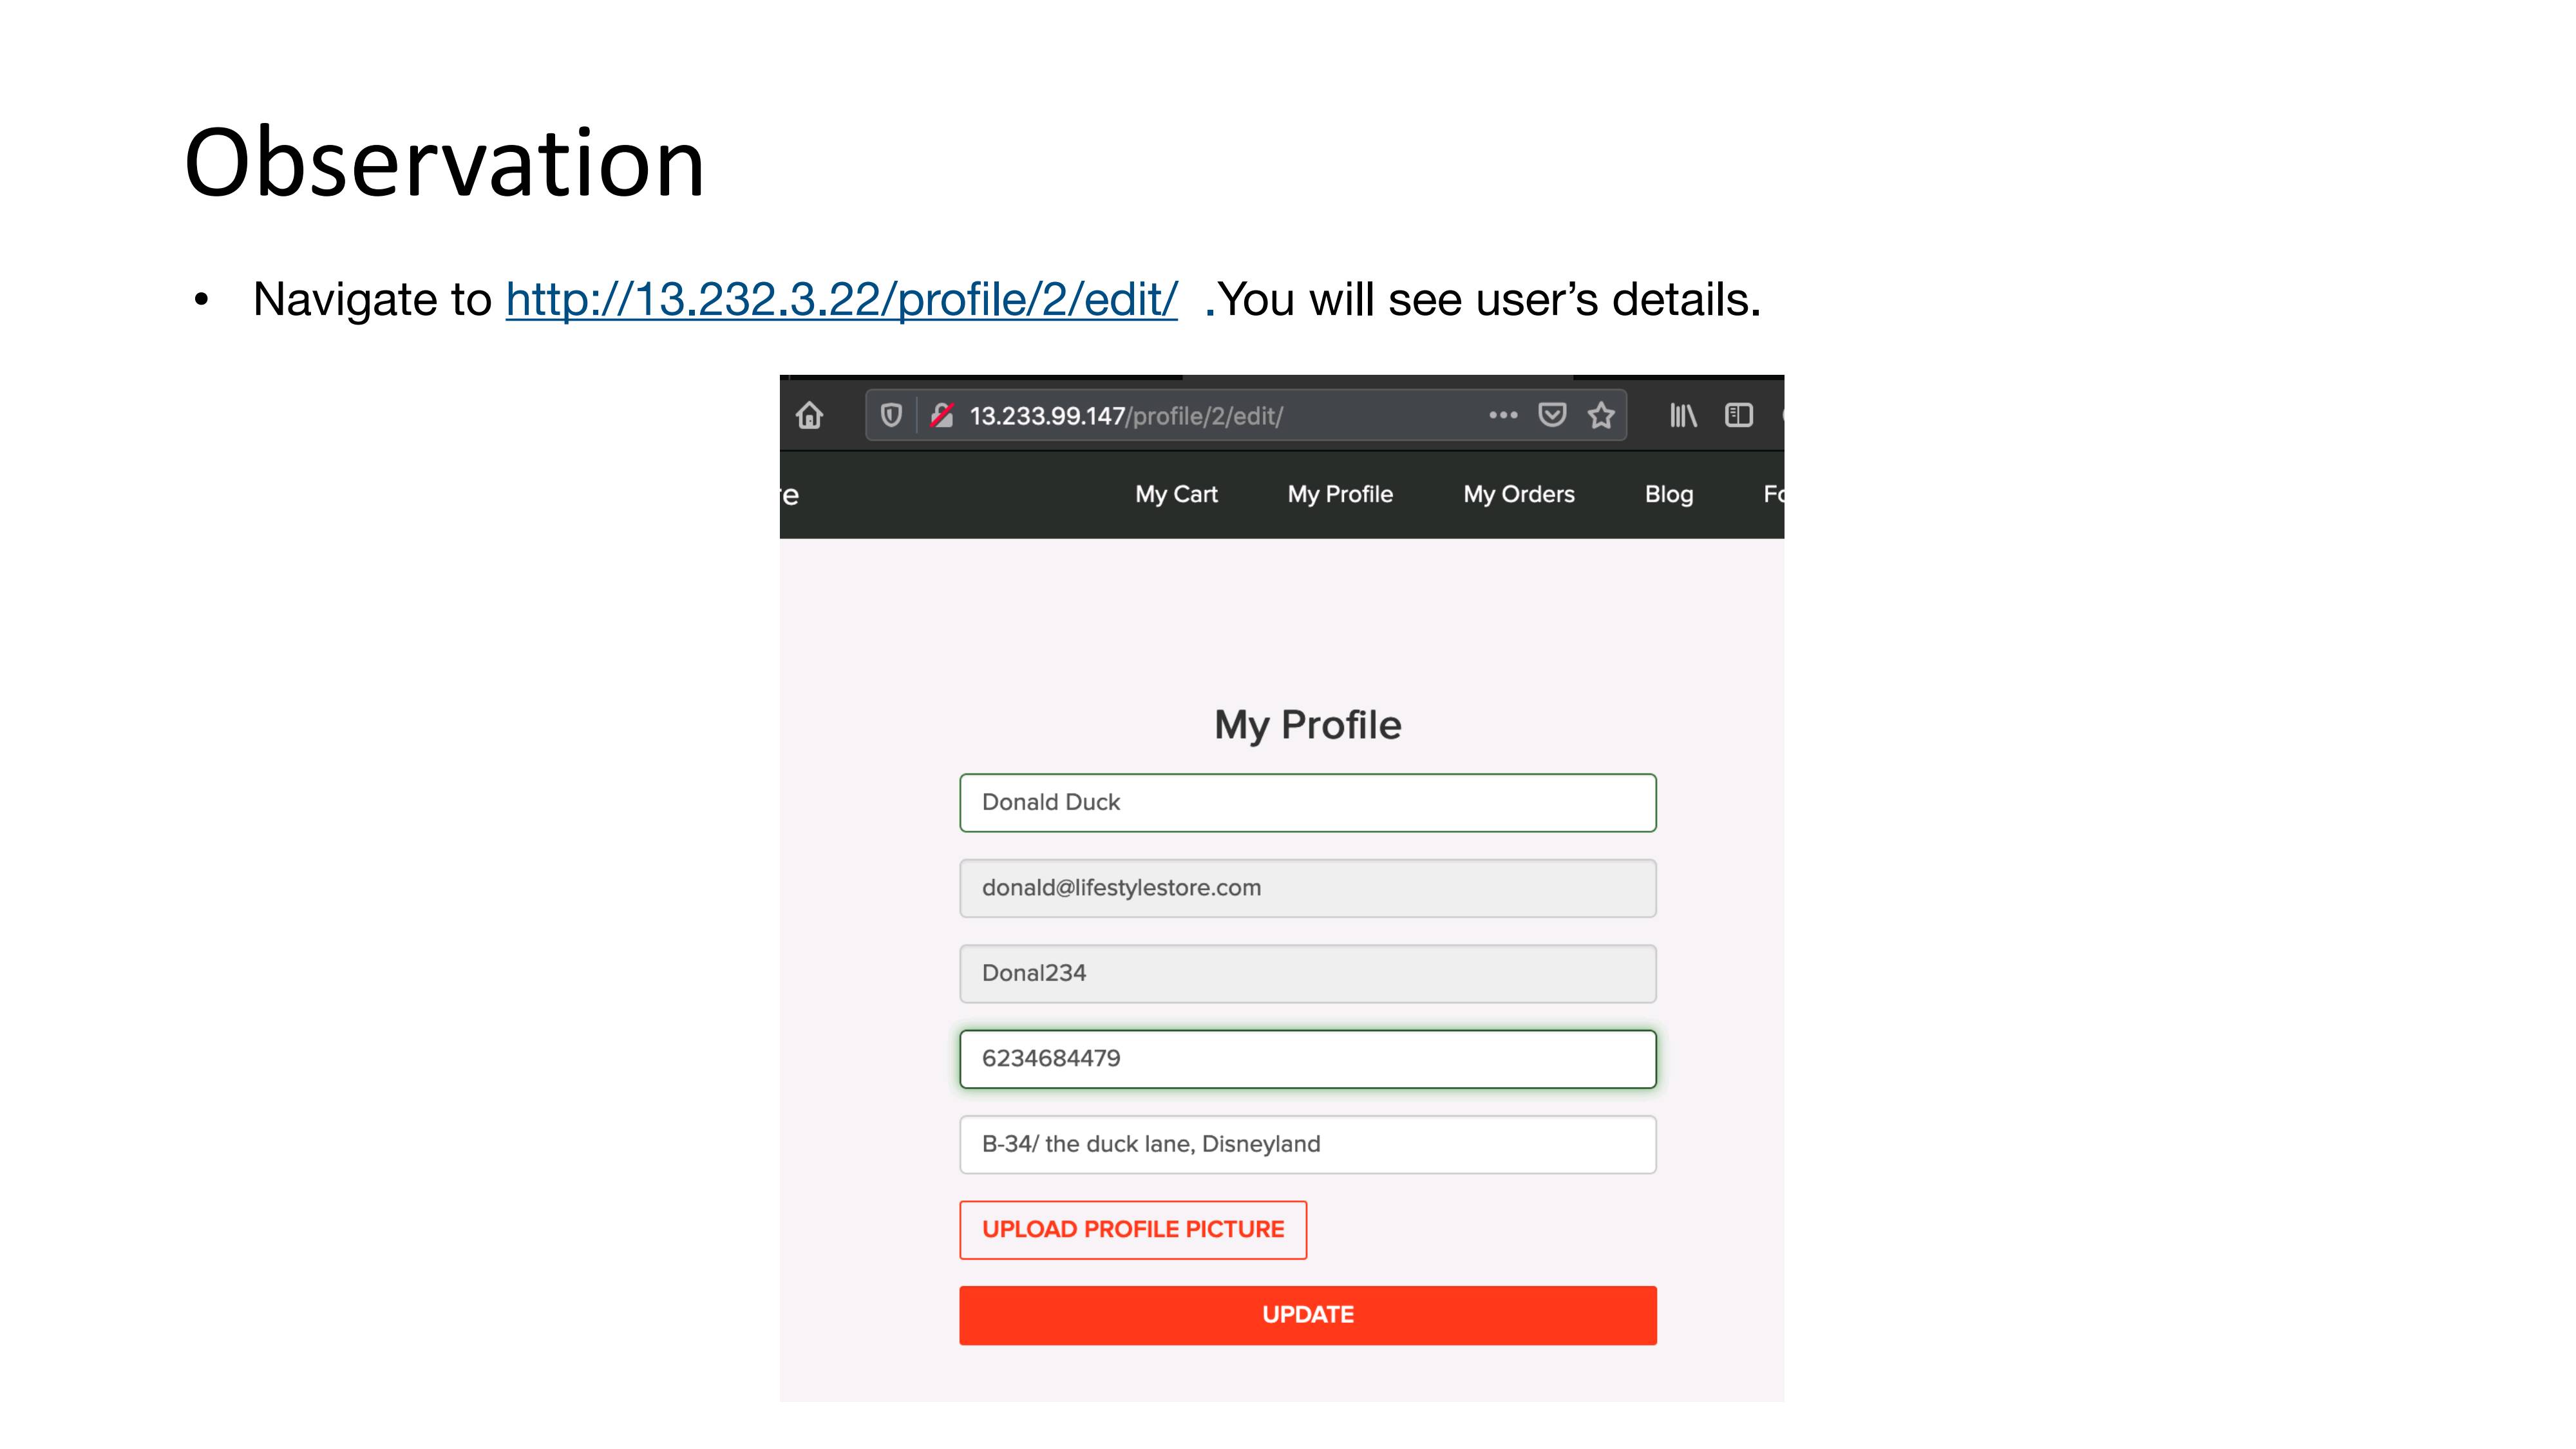 Observation
• Navigate to http://13.232.3.22/profile/2/edit/ .You will see user’s details.
13.233.99.147/profile/2/edit/
re My Cart My Profile My Orders Blog Fo
My Profile
Donald Duck
donald@lifestylestore.com
Donal234
6234684479
B-34/ the duck lane, Disneyland
UPLOAD PROFILE PICTURE
UPDATE